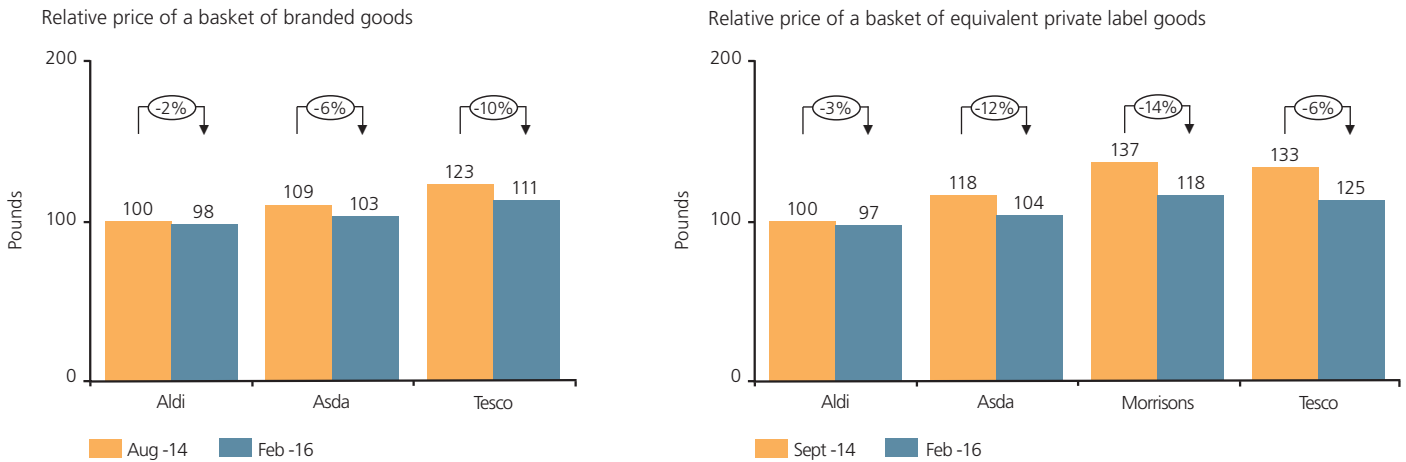 Relative price of a basket of branded goods
200
100
0
Pounds
-2%
-6%
-10%
100
98
109
103
123
111
Aldi
Asda
Tesco
Aug -14
Feb -16
Relative price of a basket of equivalent private label goods
200
100
0
Pounds
-3%
-12%
-14%
-6%
100
97
118
104
137
118
133
125
Aldi
Asda
Morrisons
Tesco
Sept -14
Feb -16